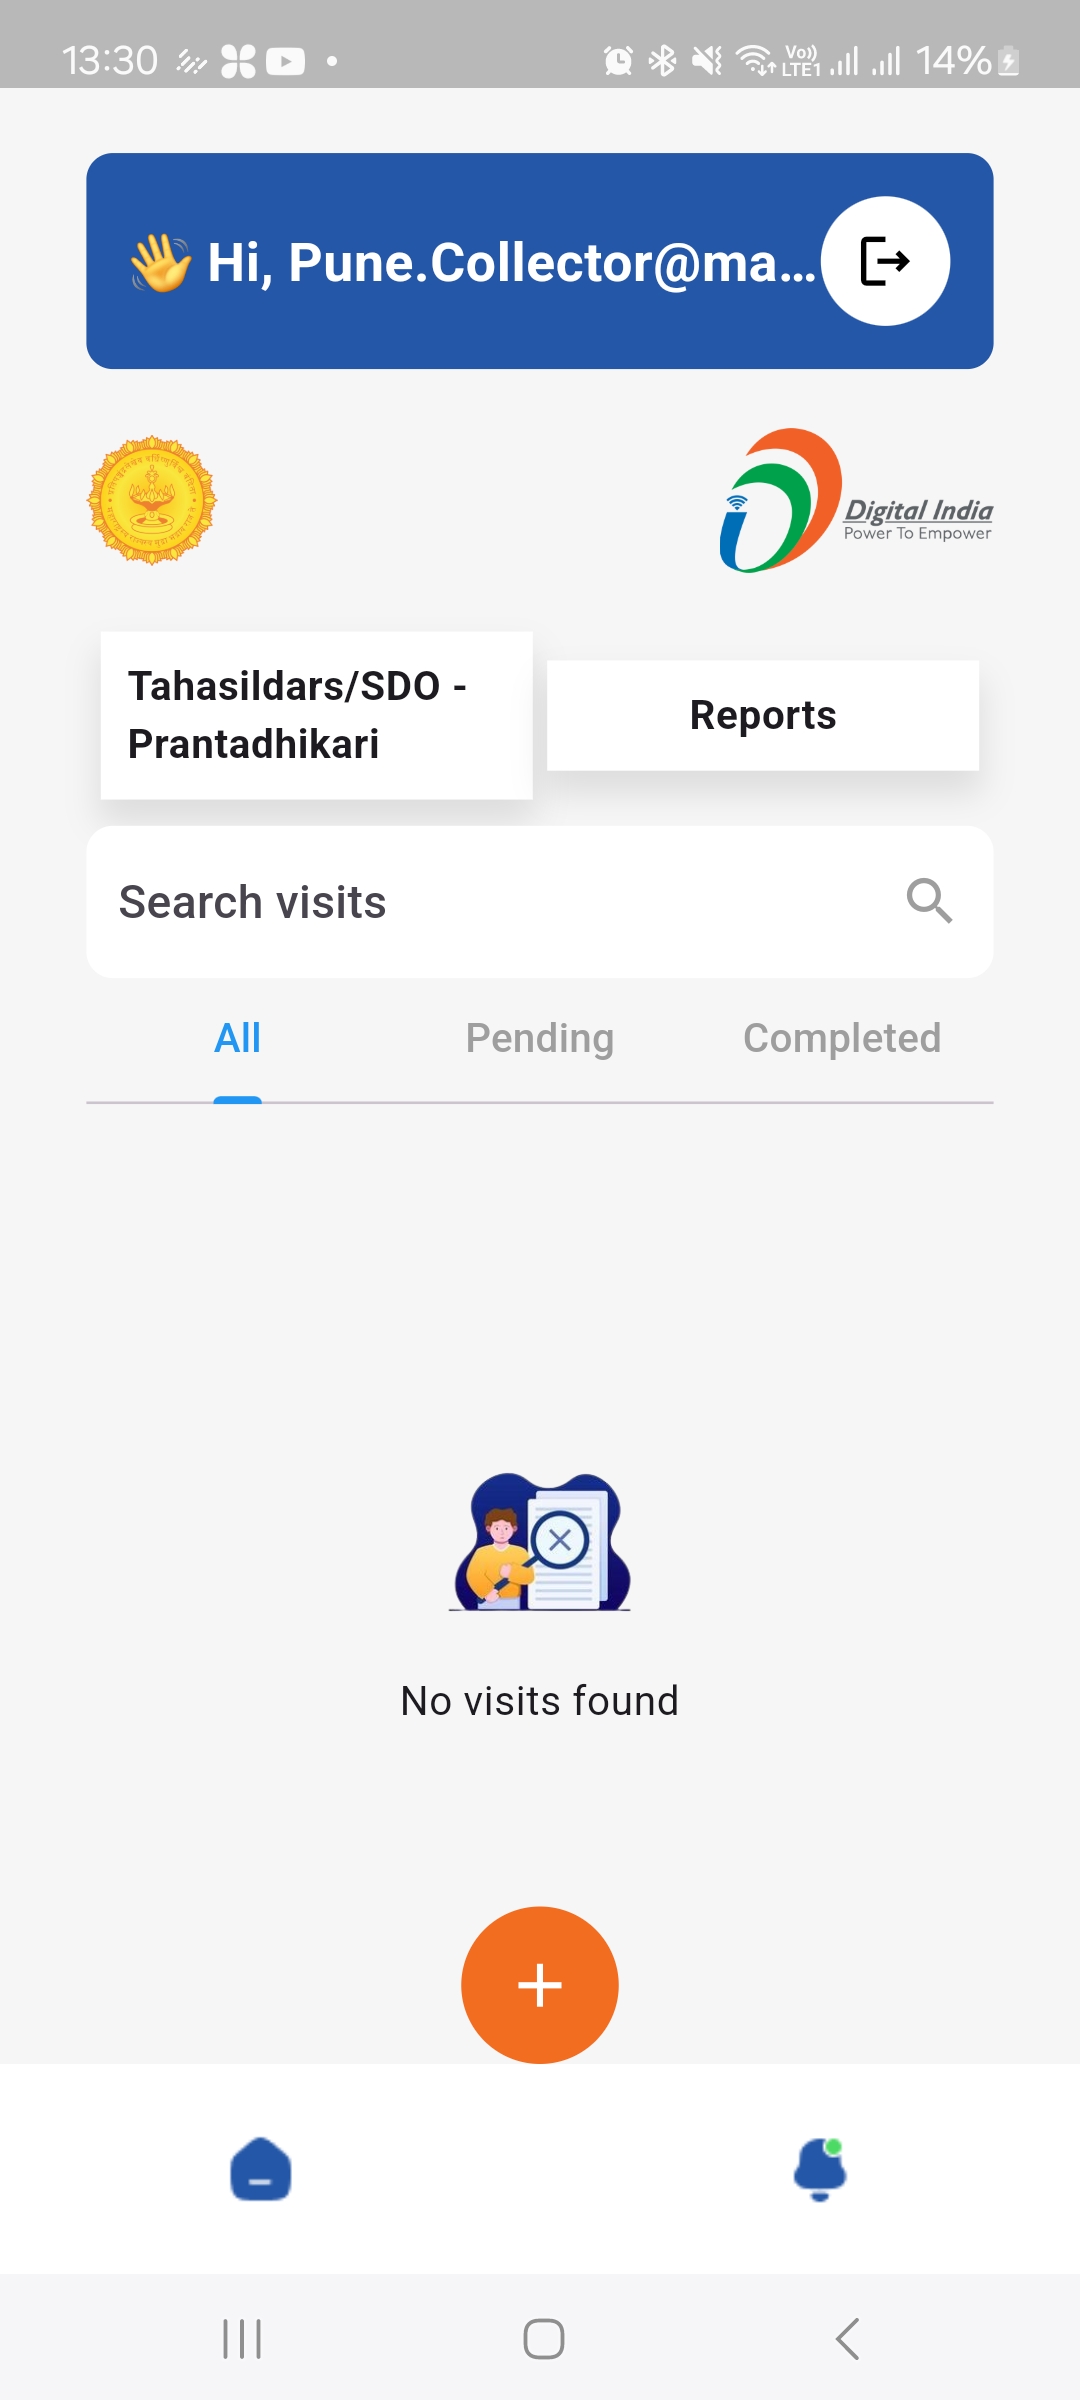 13:30
Vo)) LTE1 14%
👋 Hi, Pune.Collector@ma...
Digital India
Power To Empower
Tahasildars/SDO -
Prantadhikari
Reports
Search visits
All Pending Completed
No visits found